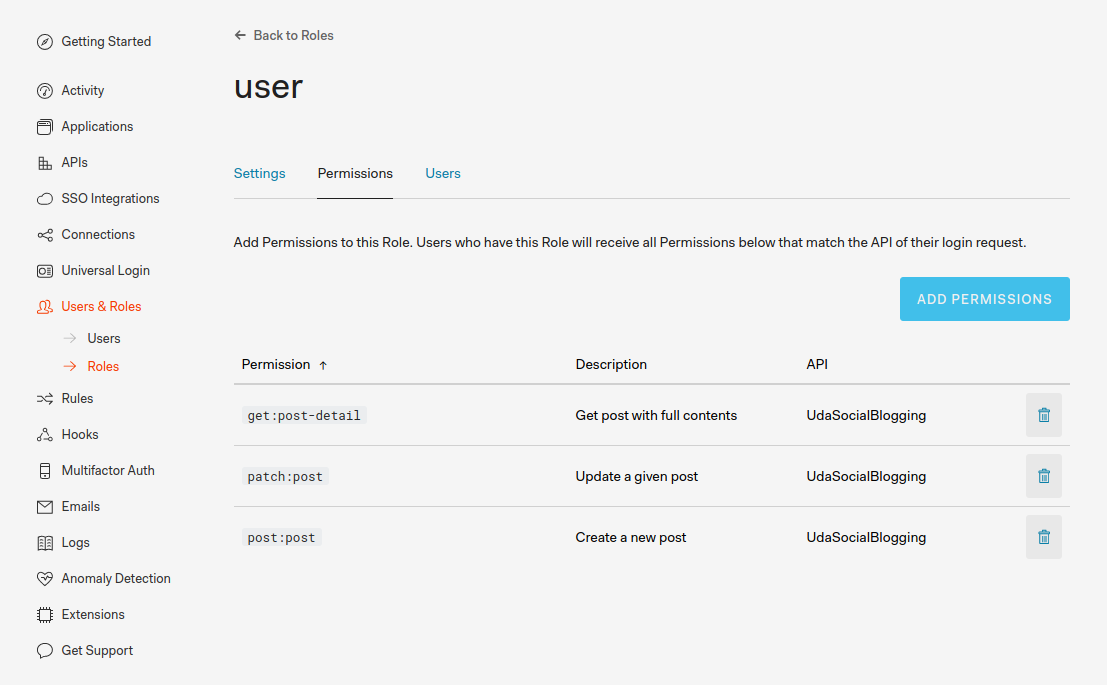 Getting Started
Activity
Applications
APIs
SSO Integrations
Connections
Universal Login
Users & Roles
Users
Roles
Rules
Hooks
Multifactor Auth
Emails
Logs
Anomaly Detection
Extensions
Get Support
← Back to Roles
user
Settings Permissions Users
Add Permissions to this Role. Users who have this Role will receive all Permissions below that match the API of their login request.
ADD PERMISSIONS
Permission ↑ Description API
get:post-detail Get post with full contents UdaSocialBlogging
patch:post Update a given post UdaSocialBlogging
post:post Create a new post UdaSocialBlogging